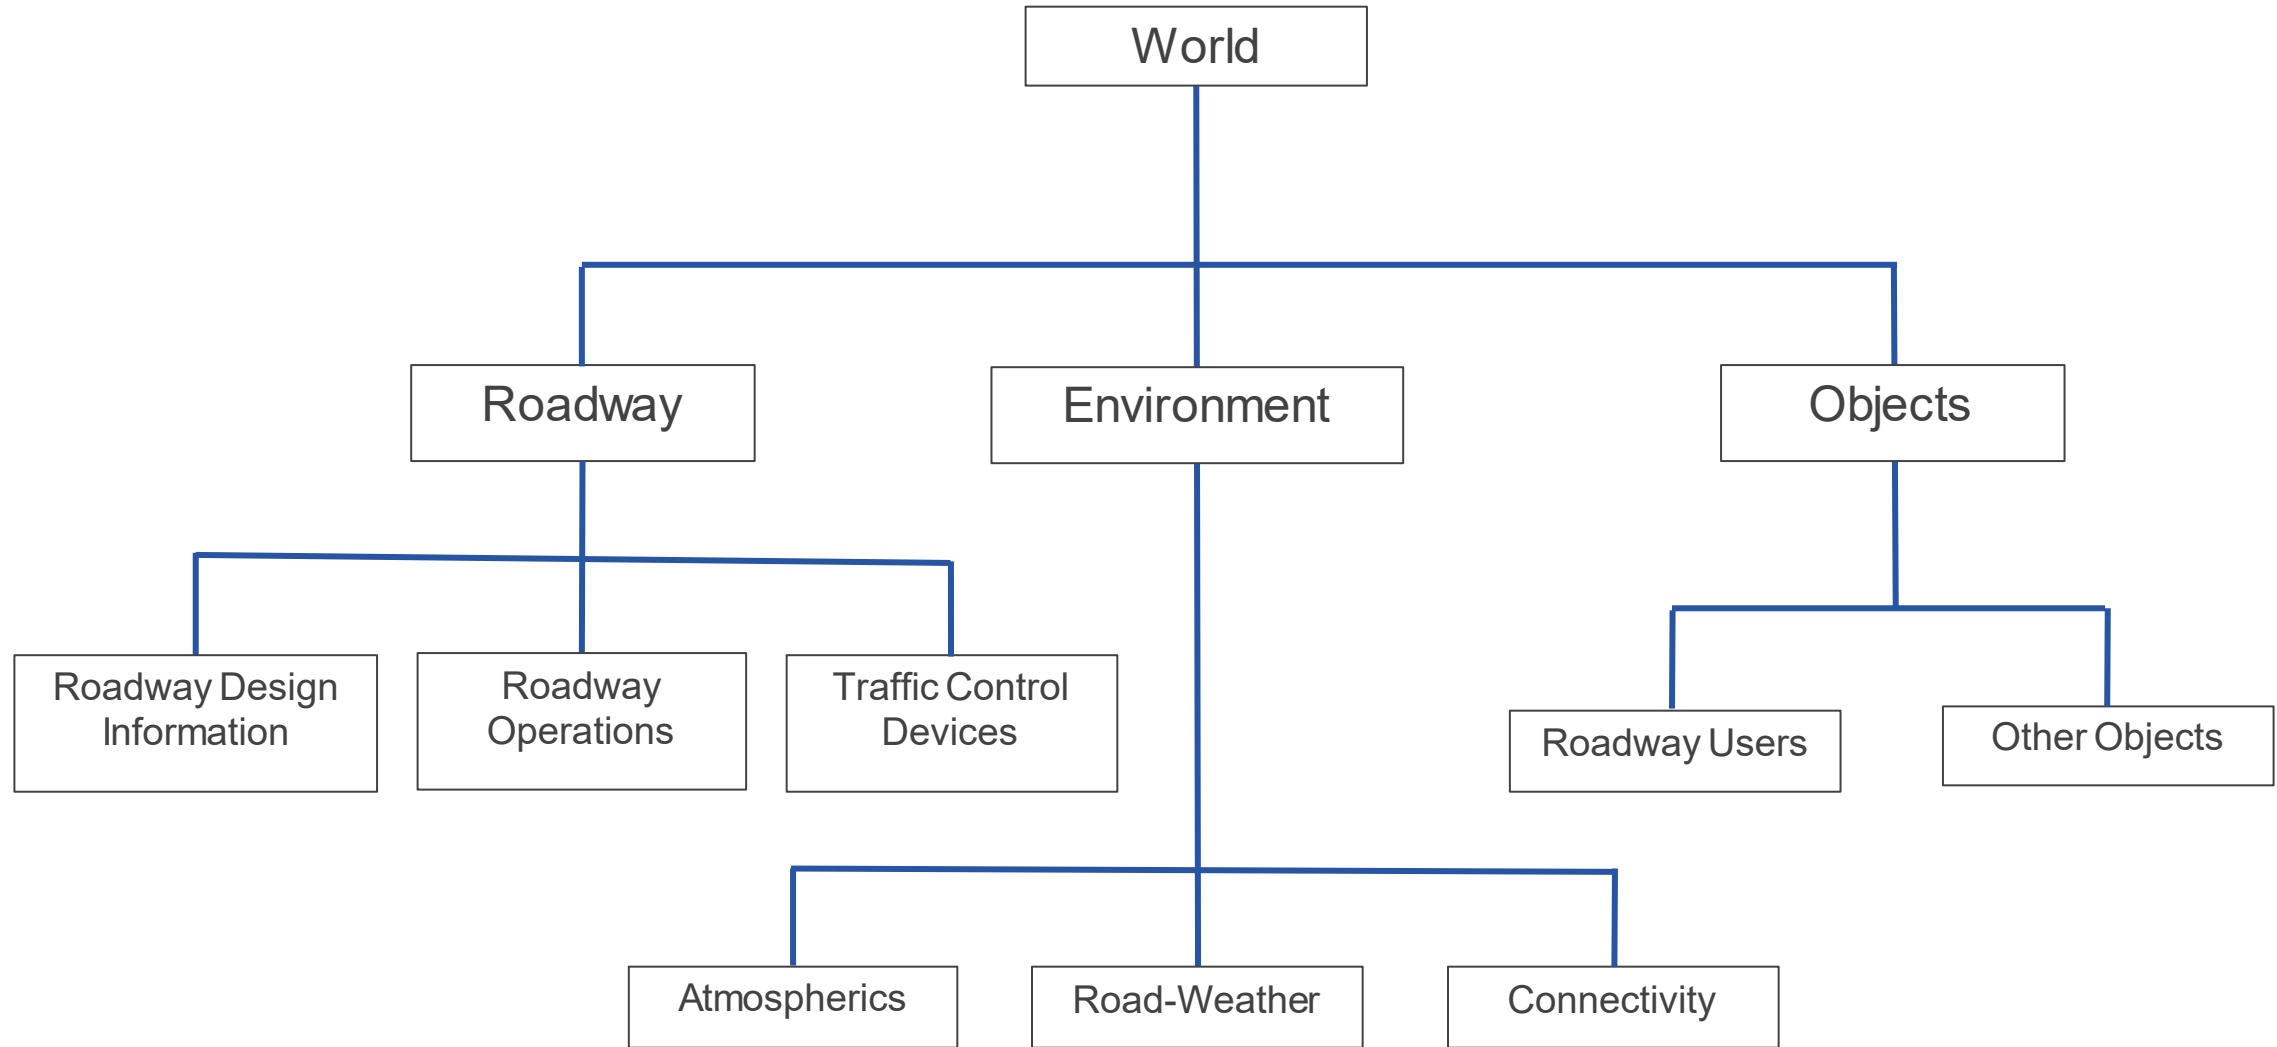 World
Roadway
Environment
Objects
Roadway Design
Information
Roadway
Operations
Traffic Control
Devices
Roadway Users
Other Objects
Atmospherics
Road-Weather
Connectivity